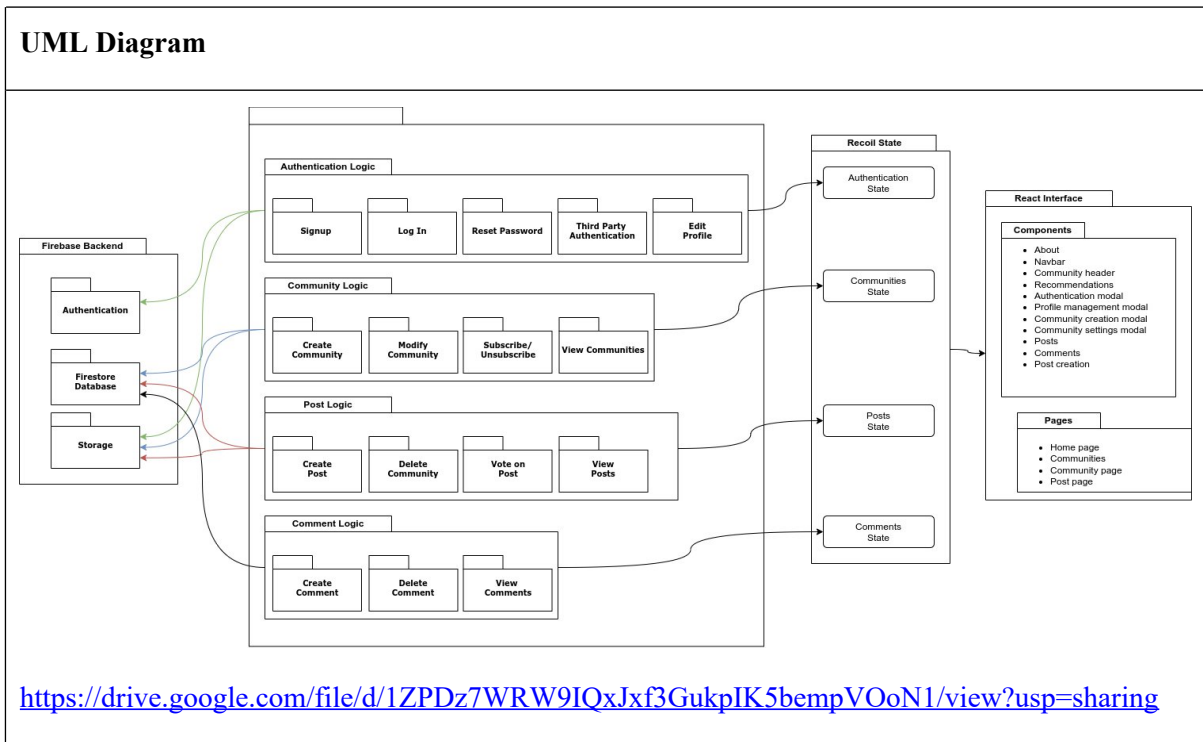 UML Diagram
Firebase Backend
Authentication
Firestore
Database
Storage
Authentication Logic
Signup
Log In
Reset Password
Third Party
Authentication
Edit
Profile
Community Logic
Create
Community
Modify
Community
Subscribe/
Unsubscribe
View Communities
Post Logic
Create
Post
Delete
Community
Vote on
Post
View
Posts
Comment Logic
Create
Comment
Delete
Comment
View
Comments
Recoil State
Authentication
State
Communities
State
Posts
State
Comments
State
React Interface
Components
• About
• Navbar
• Community header
• Recommendations
• Authentication modal
• Profile management modal
• Community creation modal
• Community settings modal
• Posts
• Comments
• Post creation
Pages
• Home page
• Communities
• Community page
• Post page
https://drive.google.com/file/d/1ZPDz7WRW9IQxJxf3GukpIK5bempVOoN1/view?usp=sharing